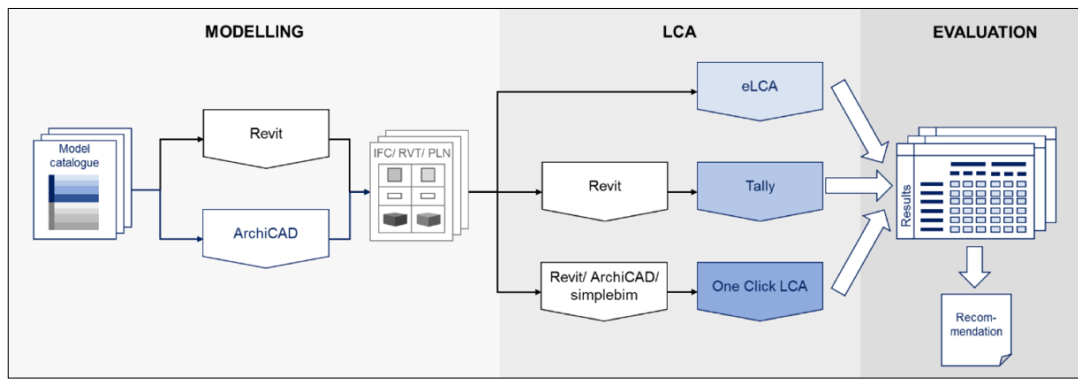 MODELLING
LCA
EVALUATION
Model
catalogue
Revit
ArchiCAD
IFC/ RVT/ PLN
eLCA
Revit
Tally
Revit/ ArchiCAD/
simplebim
One Click LCA
Results
Recom-
mendation